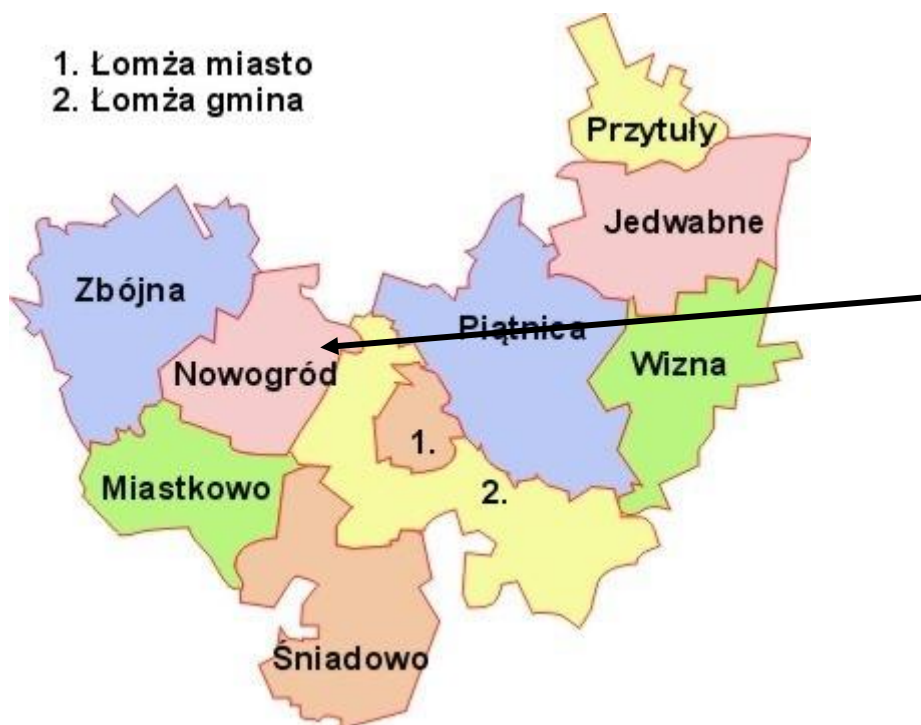 1. Łomża miasto
2. Łomża gmina
Przytuły
Jedwabne
Zbójna
Piątnica
Nowogród
Wizna
1.
Miastkowo
2.
Śniadowo